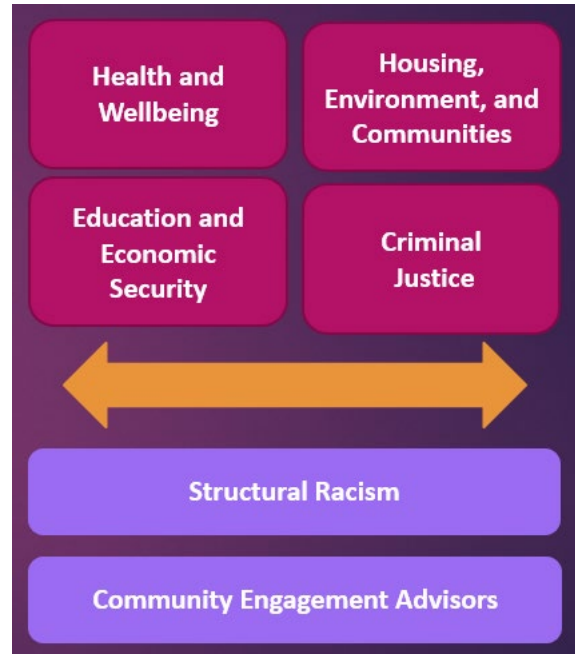 Health and
Wellbeing
Housing,
Environment, and
Communities
Education and
Economic
Security
Criminal
Justice
Structural Racism
Community Engagement Advisors